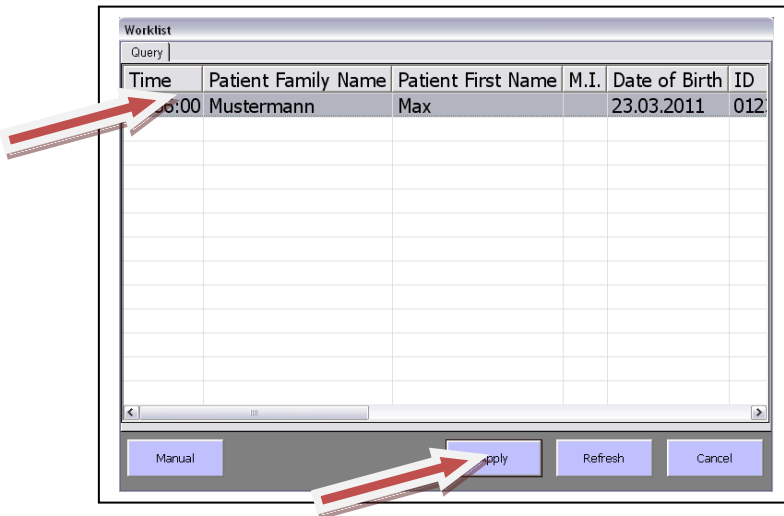 Worklist
Query
Time Patient Family Name Patient First Name M.I. Date of Birth ID
Mustermann Max 23.03.2011 012
Manual Refresh Cancel